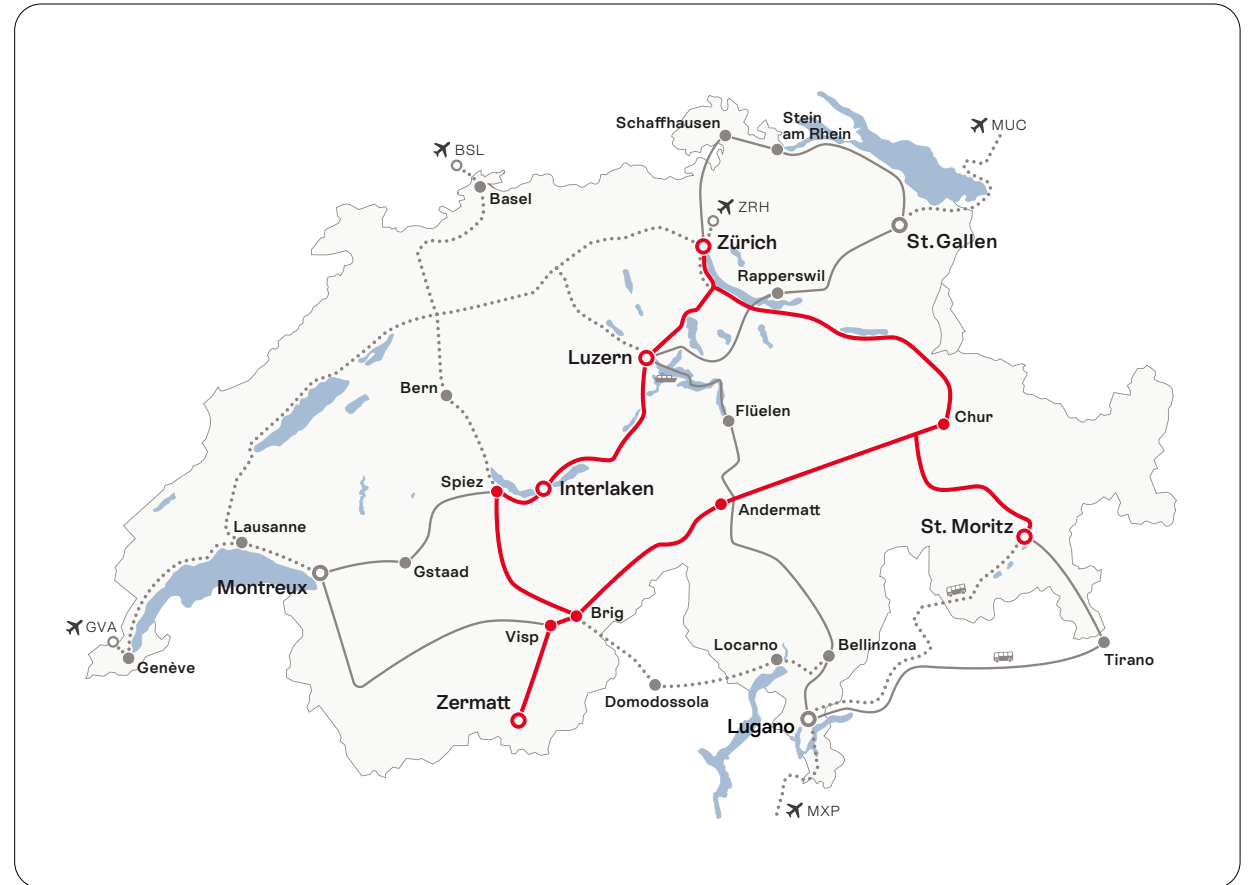 Schaffhausen
Stein
am Rhein
MUC
BSL
Basel
ZRH
Zürich
St.Gallen
Rapperswil
Luzern
Bern
Flüelen
Chur
Spiez
Interlaken
Andermatt
St. Moritz
Lausanne
Gstaad
Montreux
GVA
Genève
Brig
Visp
Locarno
Bellinzona
Tirano
Zermatt
Domodossola
Lugano
MXP